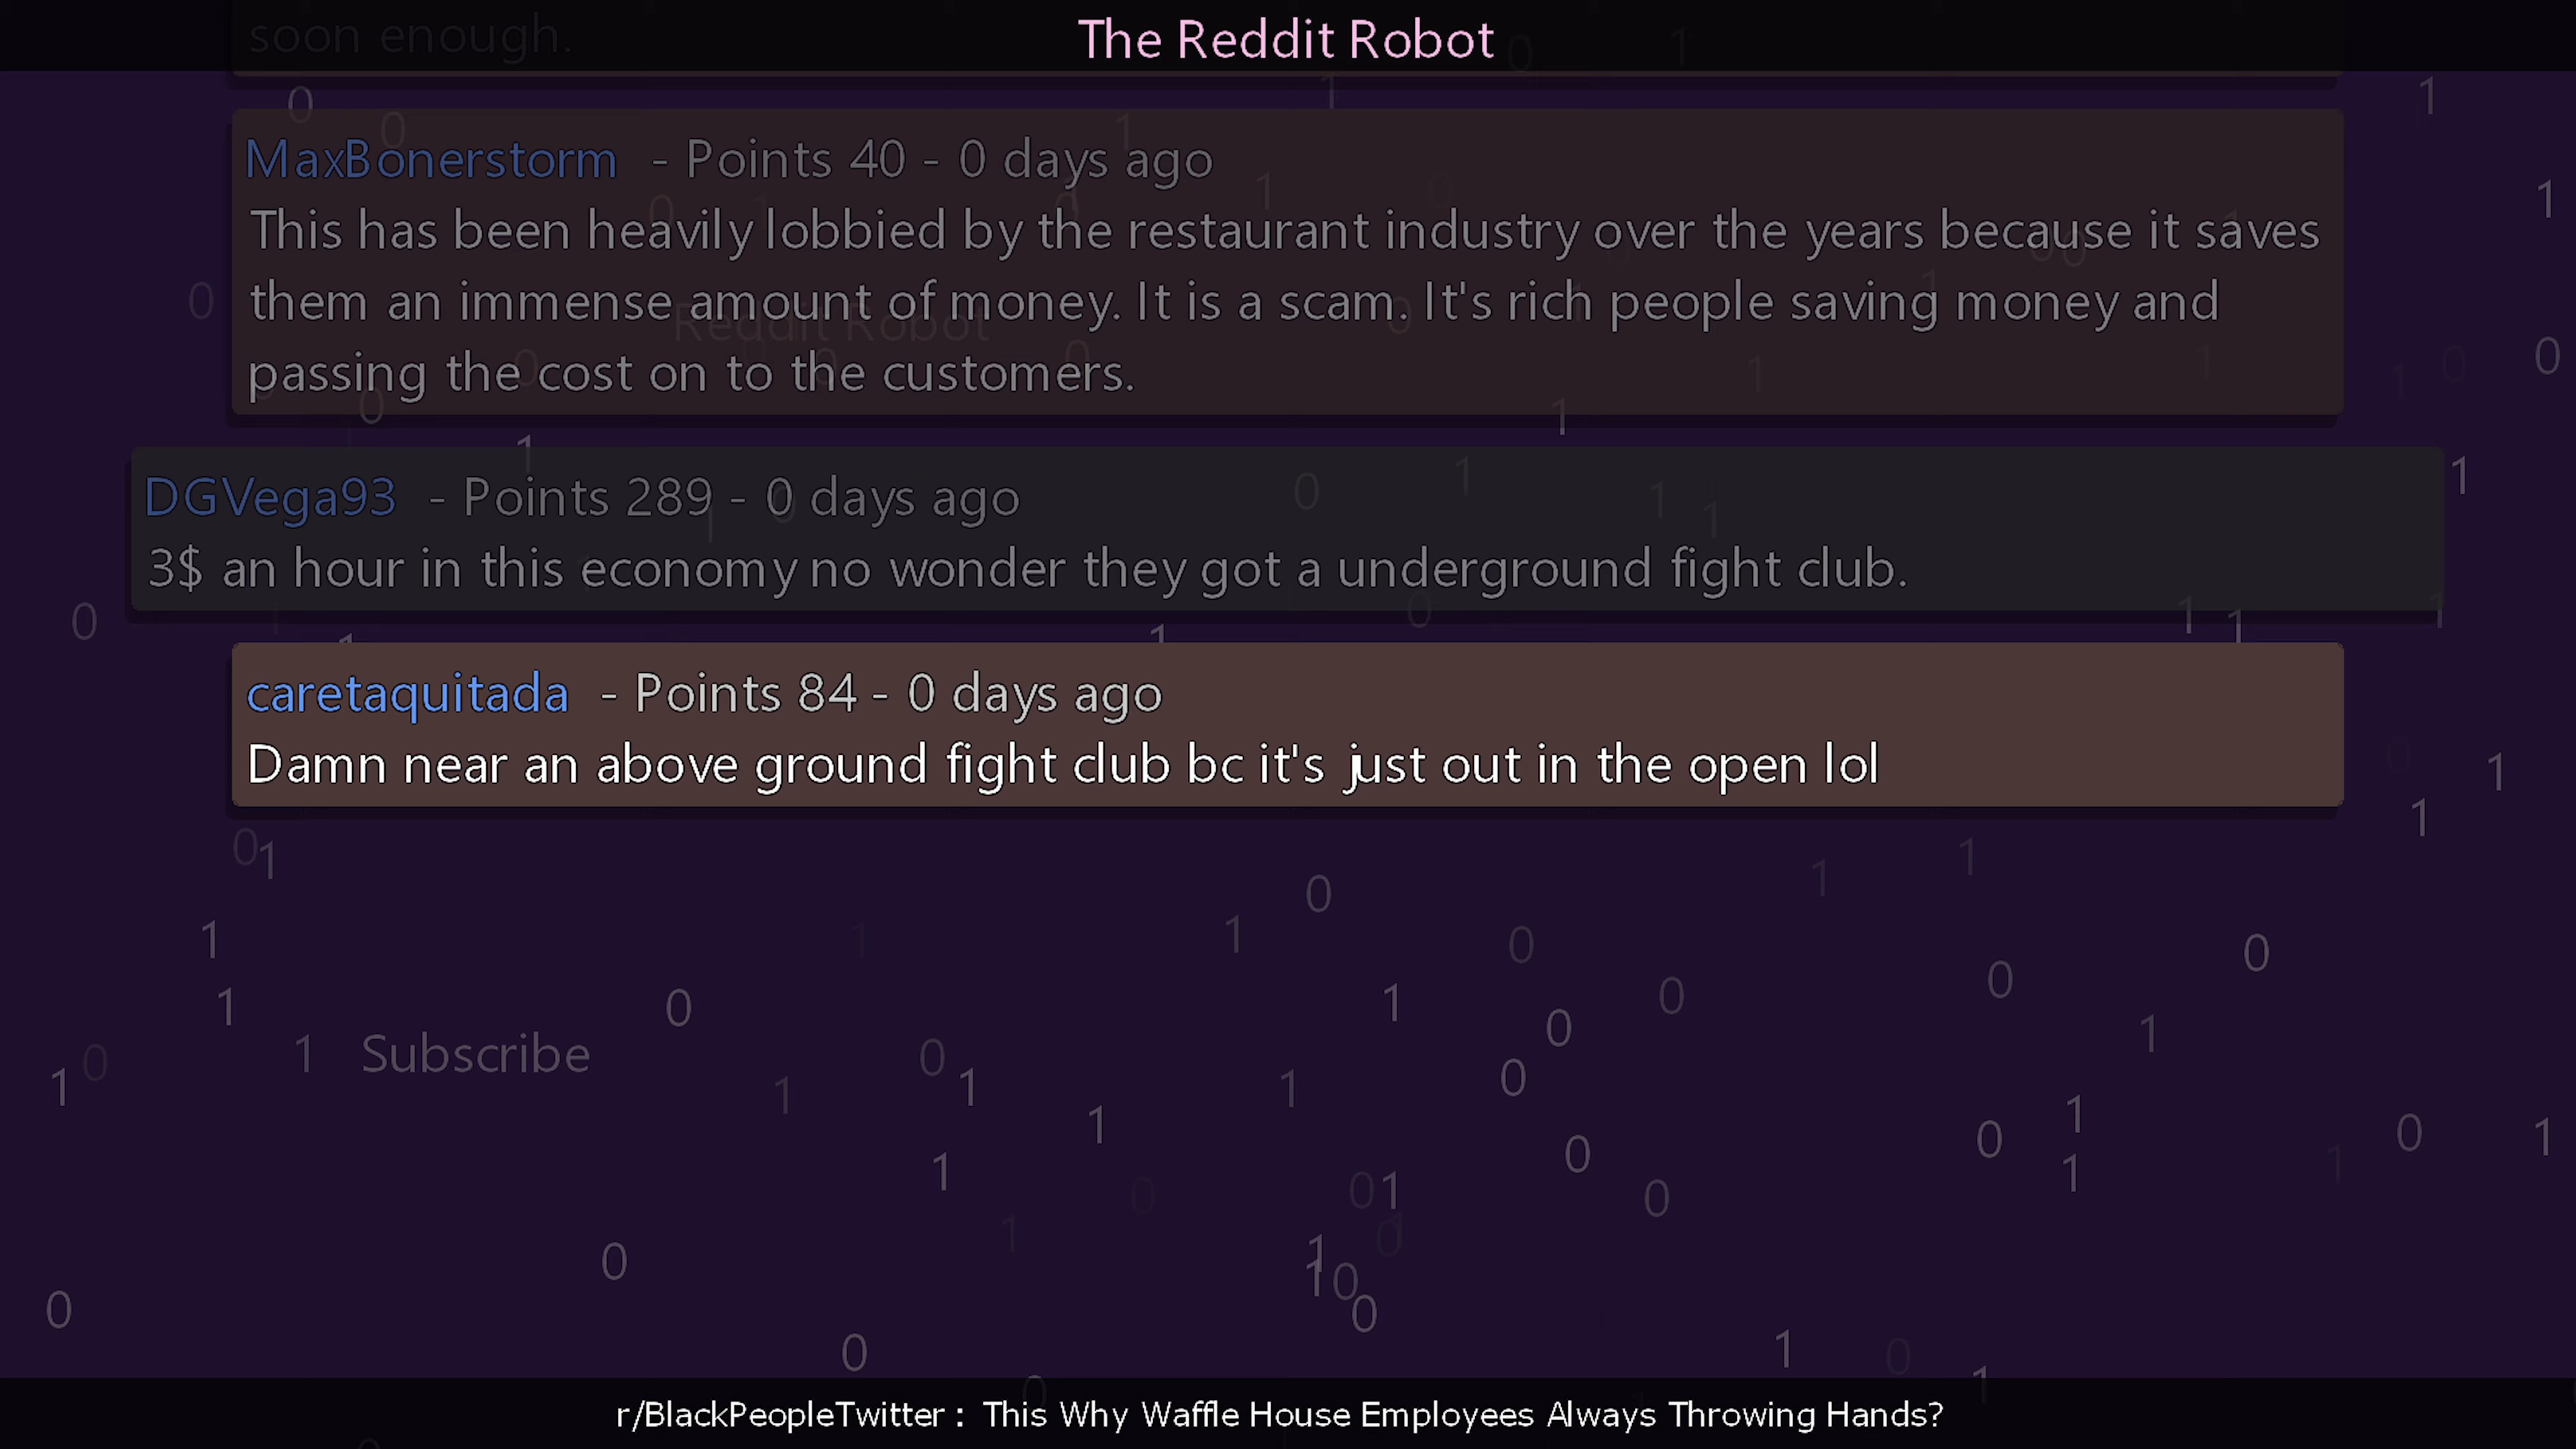 soon enough.
The Reddit Robot
MaxBonerstorm - Points 40 - 0 days ago
This has been heavily lobbied by the restaurant industry over the years because it saves
them an immense amount of money. It is a scam. It's rich people saving money and
Reddit Robot
passing the cost on to the customers.
DGVega93 - Points 289 - 0 days ago
3$ an hour in this economy no wonder they got a underground fight club.
caretaquitada - Points 84 - 0 days ago
Damn near an above ground fight club bc it's just out in the open lol
Subscribe
r/BlackPeopleTwitter : This Why Waffle House Employees Always Throwing Hands?